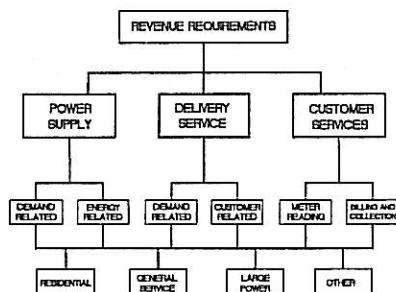 REVENUE REQUIREMENTS
POWER
SUPPLY
DELIVERY
SERVICE
CUSTOMER
SERVICES
DEMAND
RELATED
ENERGY
RELATED
DEMAND
RELATED
CUSTOMER
RELATED
METER
READING
BILLING AND
COLLECTION
RESIDENTIAL
GENERAL
SERVICE
LARGE
POWER
OTHER